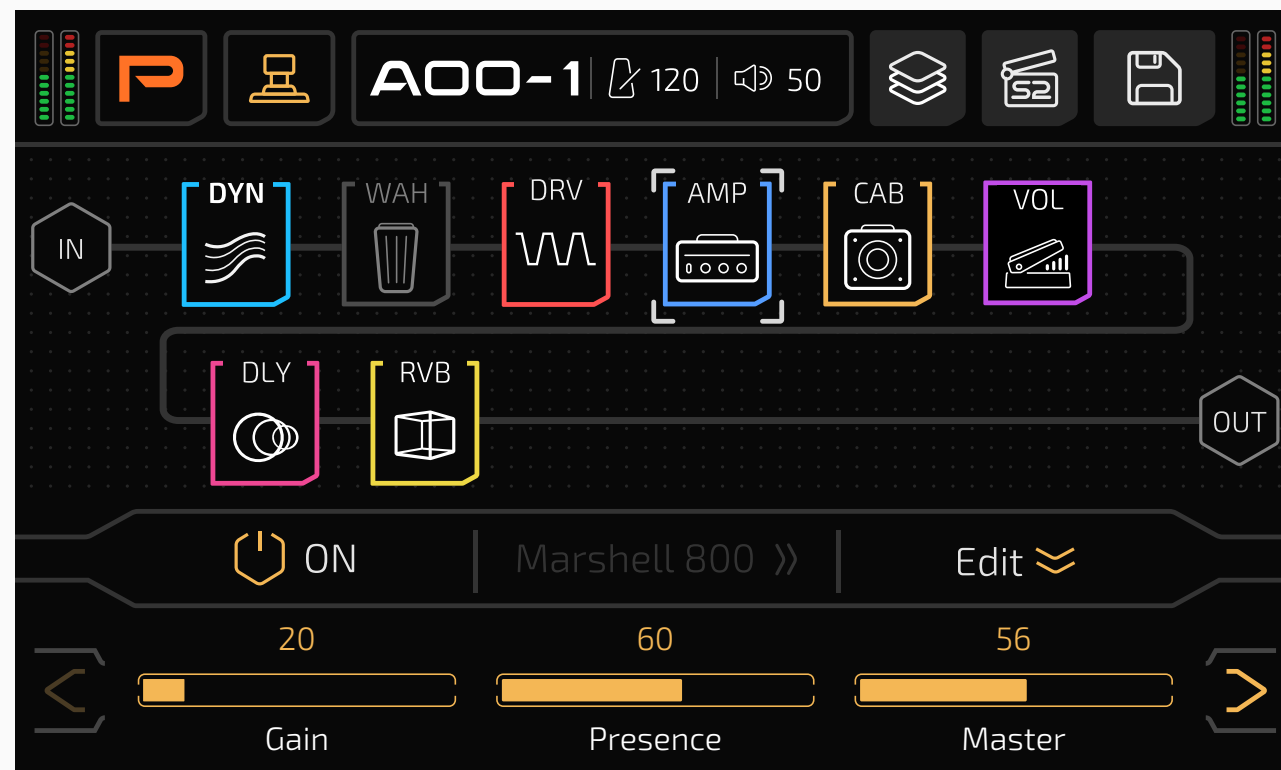 P
A00-1 120 50 S2
DYN WAH DRV AMP CAB VOL
IN
DLY RVB
OUT
ON Marshell 800 Edit
20 60 56
Gain Presence Master